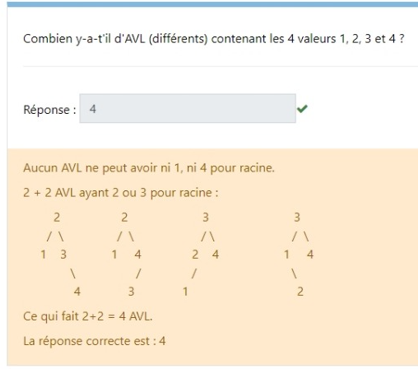 Combien y-a-t'il d'AVL (différents) contenant les 4 valeurs 1, 2, 3 et 4 ?
Réponse : 4
Aucun AVL ne peut avoir ni 1, ni 4 pour racine.
2 + 2 AVL ayant 2 ou 3 pour racine :
2 2 3 3
/ \ / \ / \ / \
1 3 1 4 2 4 1 4
\ / / \
4 3 1 2
Ce qui fait 2+2 = 4 AVL.
La réponse correcte est : 4